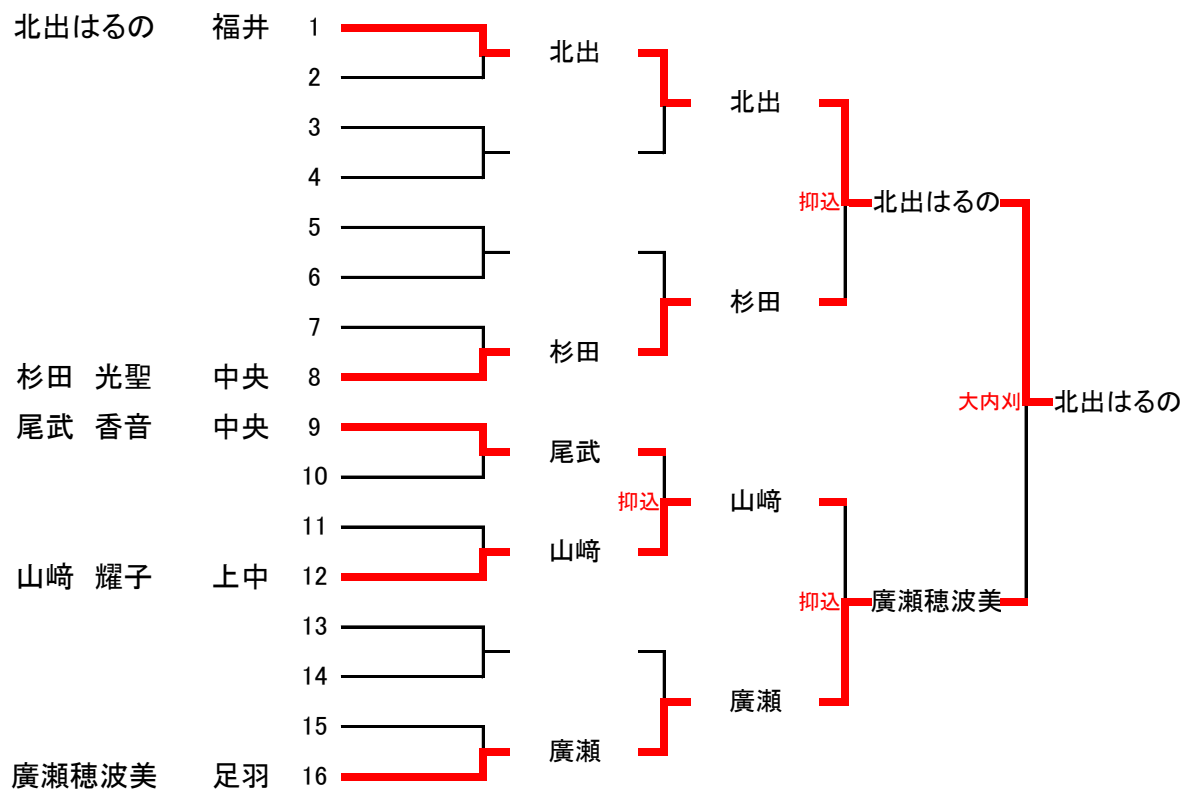 北出はるの 福井 1
北出
2
北出
3
4
抑込
北出はるの
5
6
杉田
7
杉田
杉田 光聖 中央 8
大内刈
北出はるの
尾武 香音 中央 9
尾武
10
抑込
山﨑
11
山﨑
山﨑 耀子 上中 12
抑込
廣瀬穂波美
13
14
廣瀬
15
廣瀬
廣瀬穂波美 足羽 16